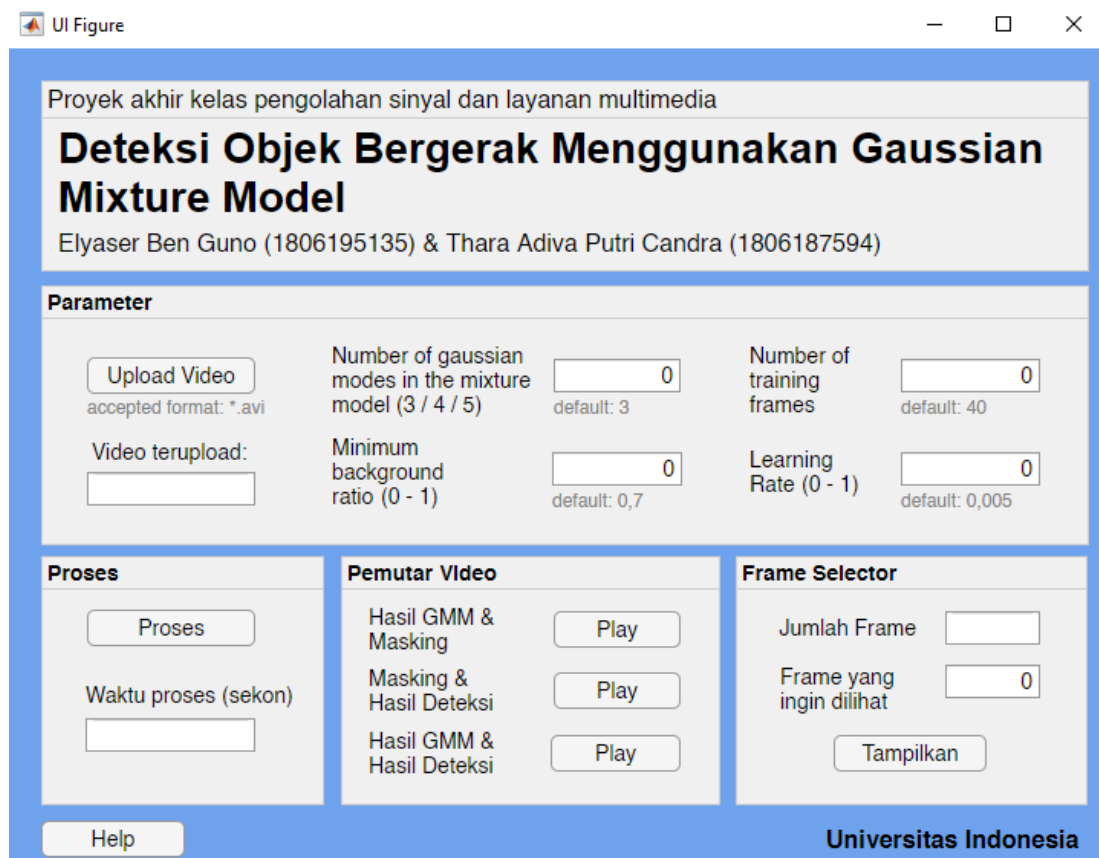 UI Figure
Proyek akhir kelas pengolahan sinyal dan layanan multimedia
Deteksi Objek Bergerak Menggunakan Gaussian
Mixture Model
Elyaser Ben Guno (1806195135) & Thara Adiva Putri Candra (1806187594)
Parameter
Upload Video
accepted format: *.avi
Video terupload:
Number of gaussian
modes in the mixture
model (3 / 4 / 5)
0
default: 3
Minimum
background
ratio (0 - 1)
0
default: 0,7
Number of
training
frames
0
default: 40
Learning
Rate (0 - 1)
0
default: 0,005
Proses
Proses
Waktu proses (sekon)
Pemutar VIdeo
Hasil GMM &
Masking
Play
Masking &
Hasil Deteksi
Play
Hasil GMM &
Hasil Deteksi
Play
Frame Selector
Jumlah Frame
Frame yang
ingin dilihat
0
Tampilkan
Help
Universitas Indonesia